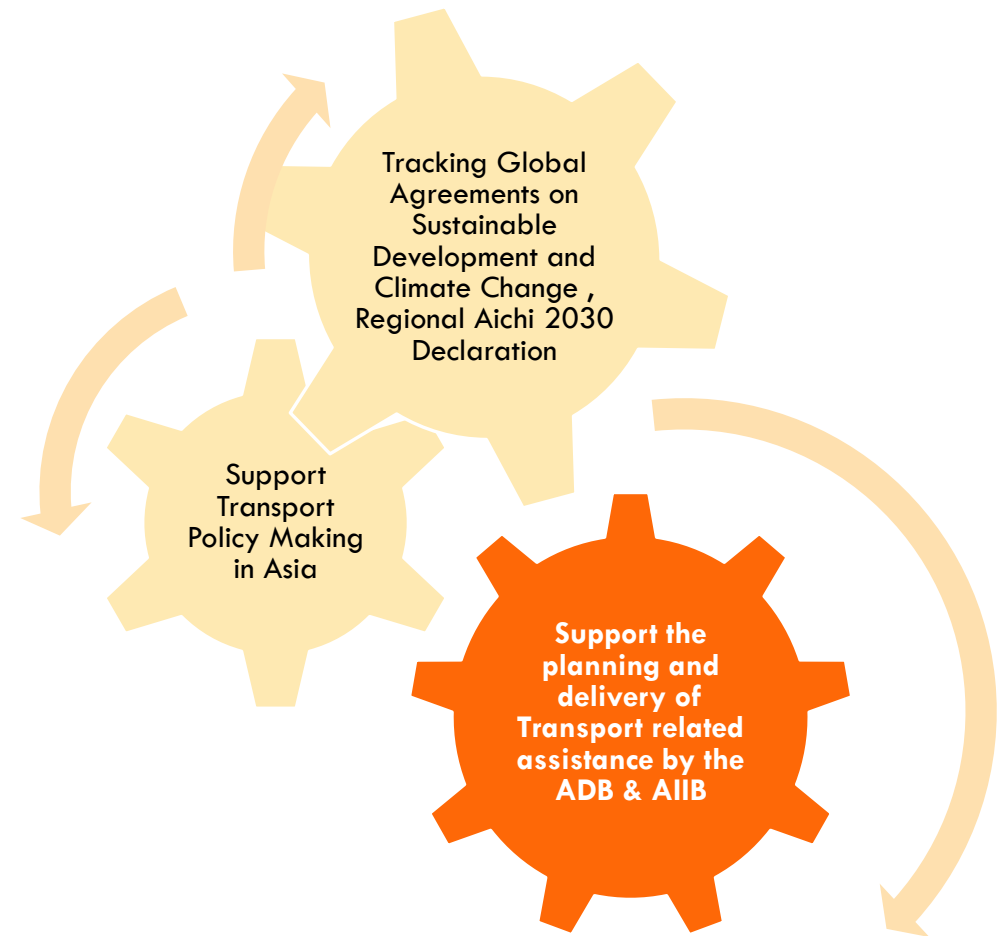 Tracking Global
Agreements on
Sustainable
Development and
Climate Change ,
Regional Aichi 2030
Declaration
Support
Transport
Policy Making
in Asia
Support the
planning and
delivery of
Transport related
assistance by the
ADB & AIIB